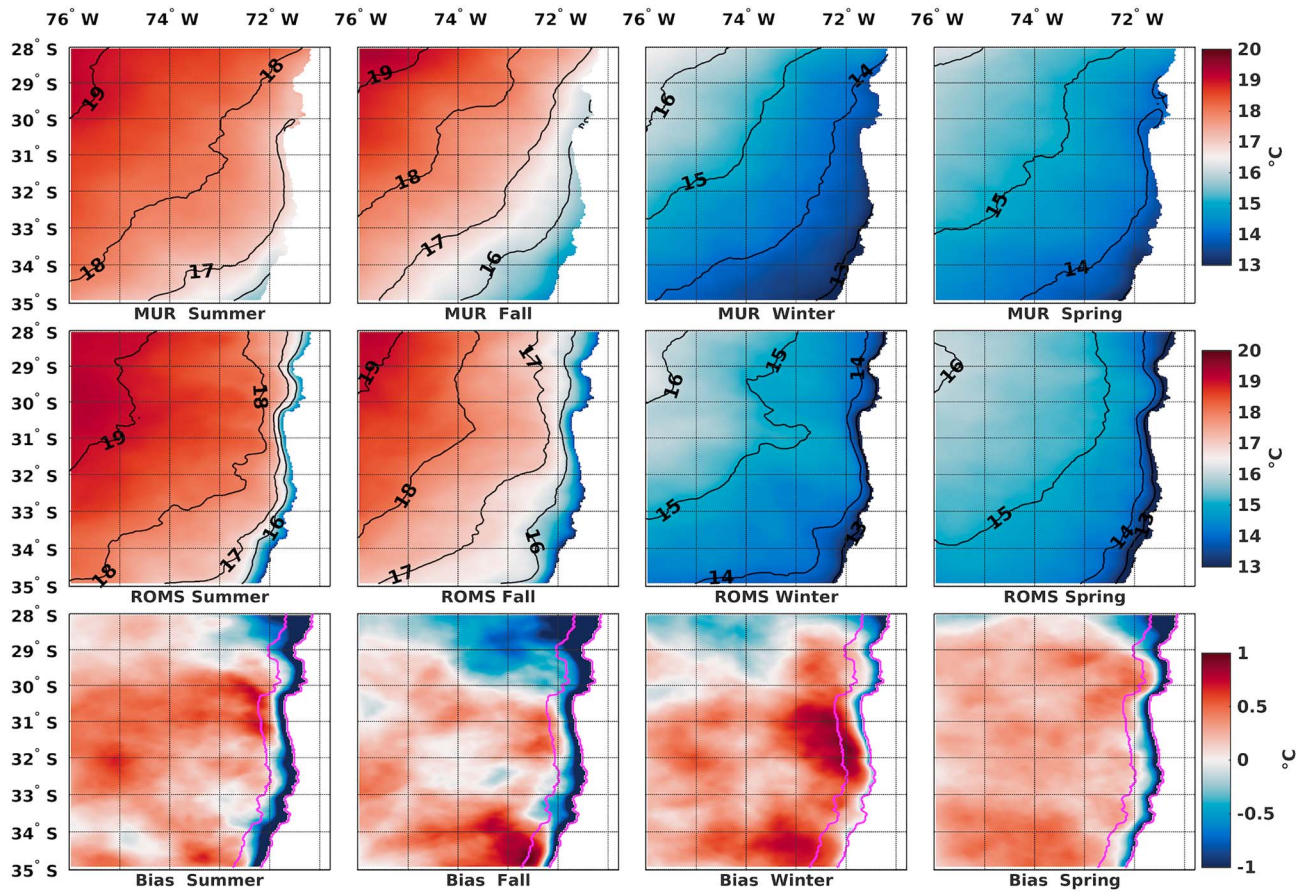 76° W 74° W 72° W 76° W 74° W 72° W 76° W 74° W 72° W 76° W 74° W 72° W
28° S
29° S
30° S
31° S
32° S
33° S
34° S
35° S
19 18 18 17
MUR Summer
19 18 17 16
MUR Fall
16 14 15 13
MUR Winter
15 14
MUR Spring
20
19
18
17
16
15
14
13
°C
28° S
29° S
30° S
31° S
32° S
33° S
34° S
35° S
18 19 16 17 18
ROMS Summer
17 19 18 16 17
ROMS Fall
15 14 16 15 13 14
ROMS Winter
16 15 14 13
ROMS Spring
20
19
18
17
16
15
14
13
°C
28° S
29° S
30° S
31° S
32° S
33° S
34° S
35° S
Bias Summer
Bias Fall
Bias Winter
Bias Spring
1
0.5
0
-0.5
-1
°C